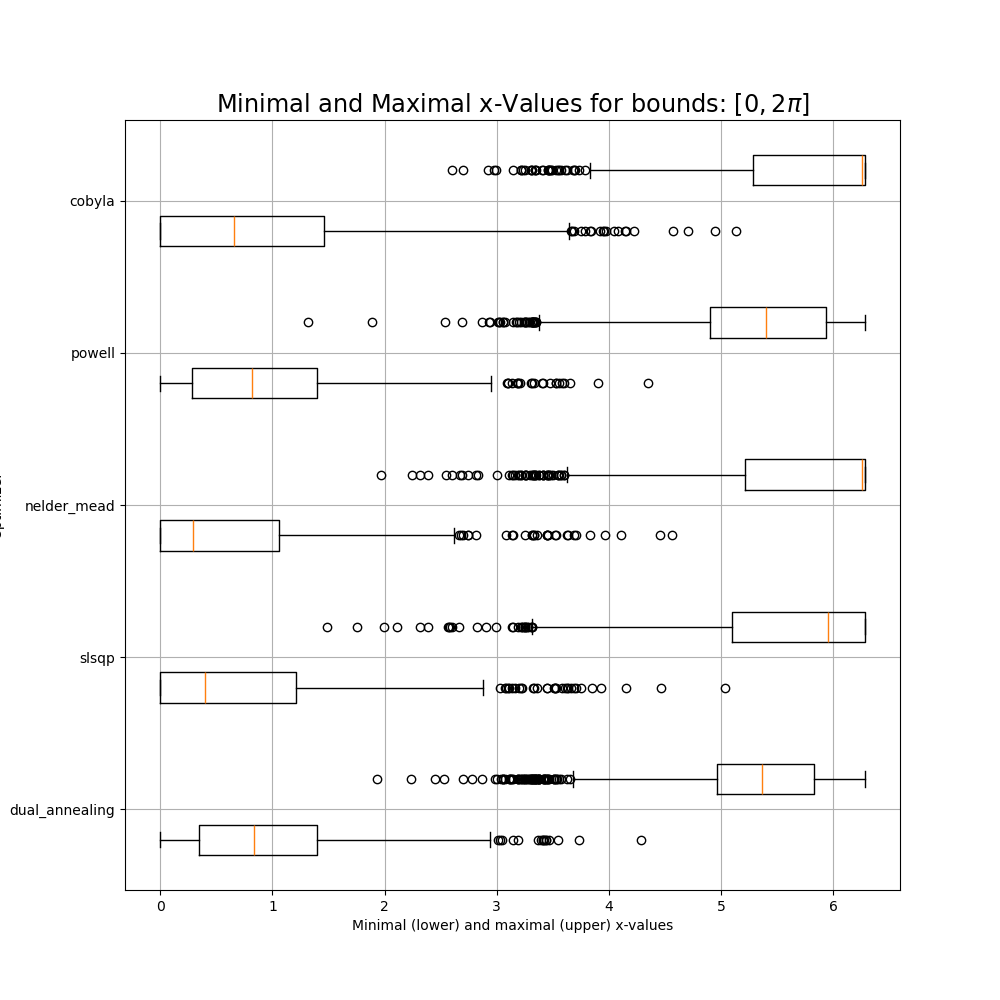 Minimal and Maximal x-Values for bounds: [0, 2π]
cobyla
powell
nelder_mead
slsqp
dual_annealing
0 1 2 3 4 5 6
Minimal (lower) and maximal (upper) x-values